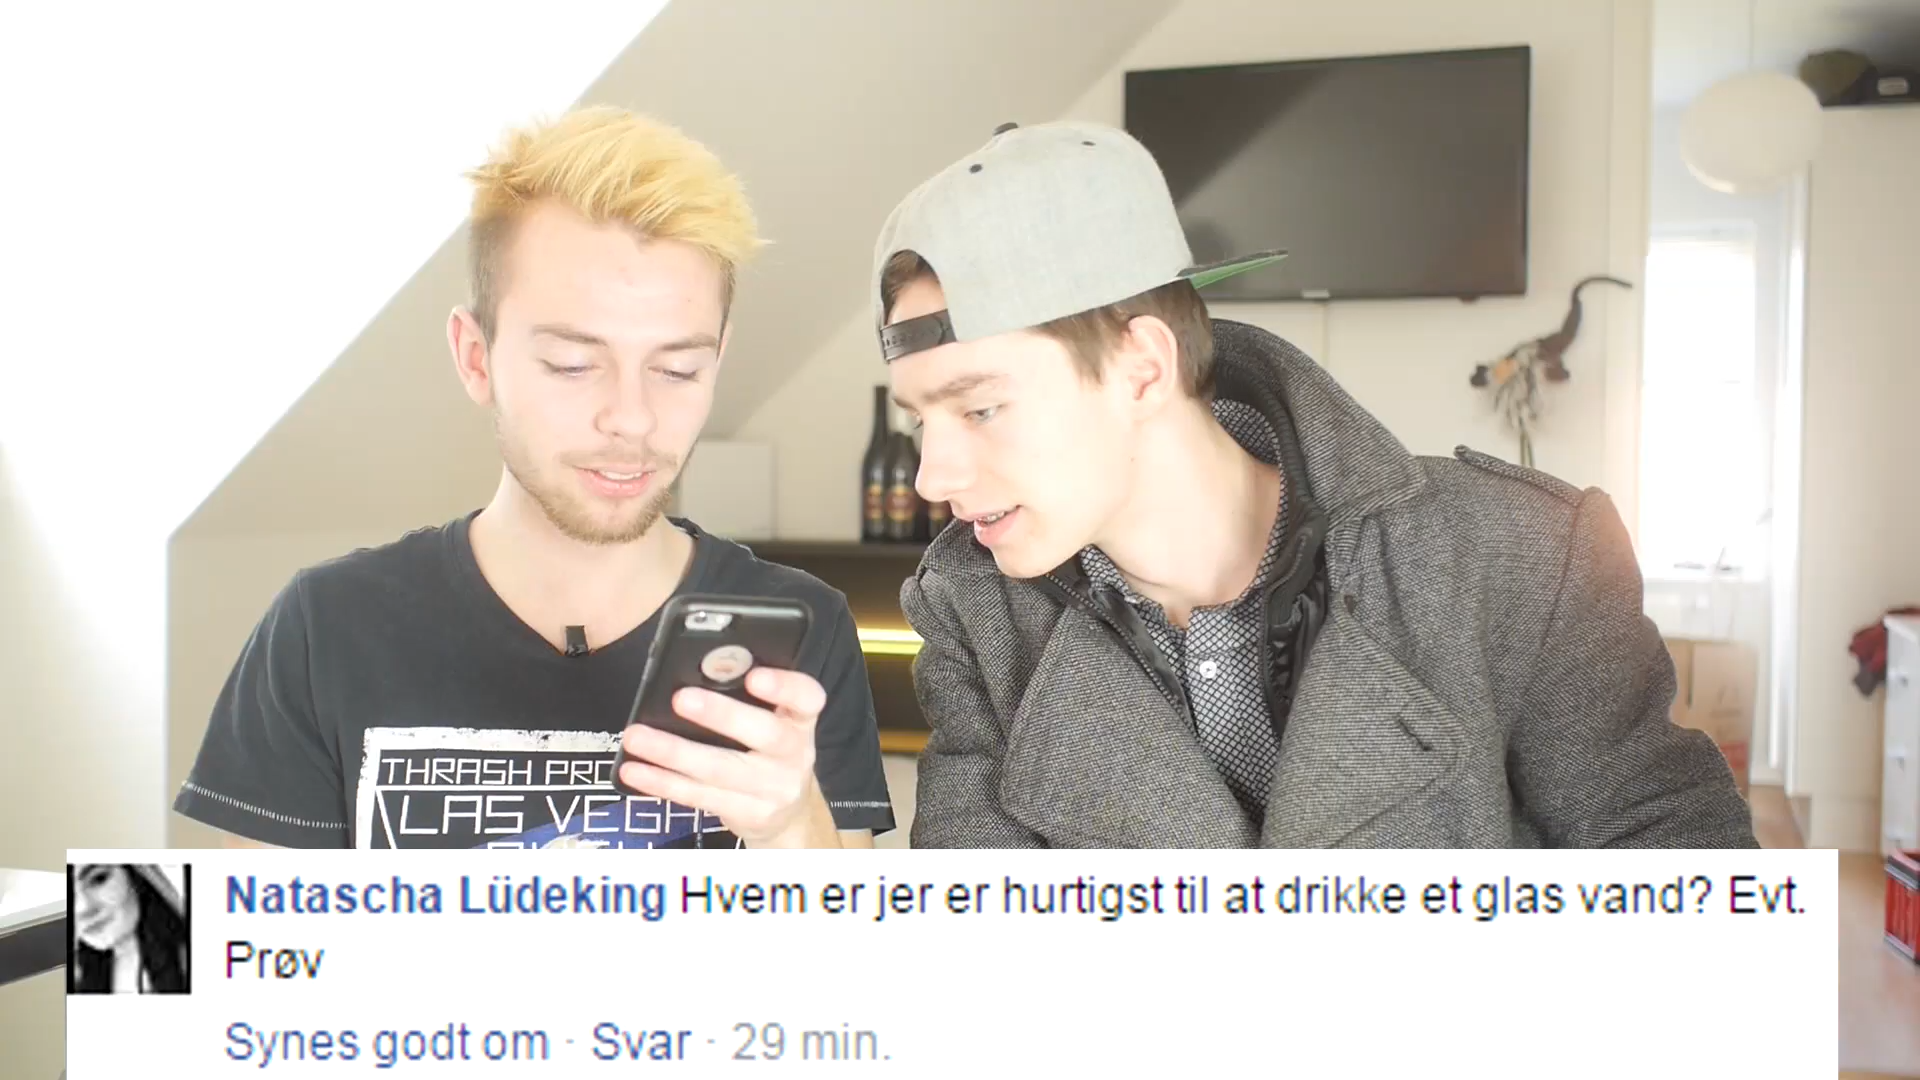 THRASH PRO
LAS VEGAS
Natascha Lüdeking Hvem er jer er hurtigst til at drikke et glas vand? Evt.
Prøv
Synes godt om · Svar · 29 min.